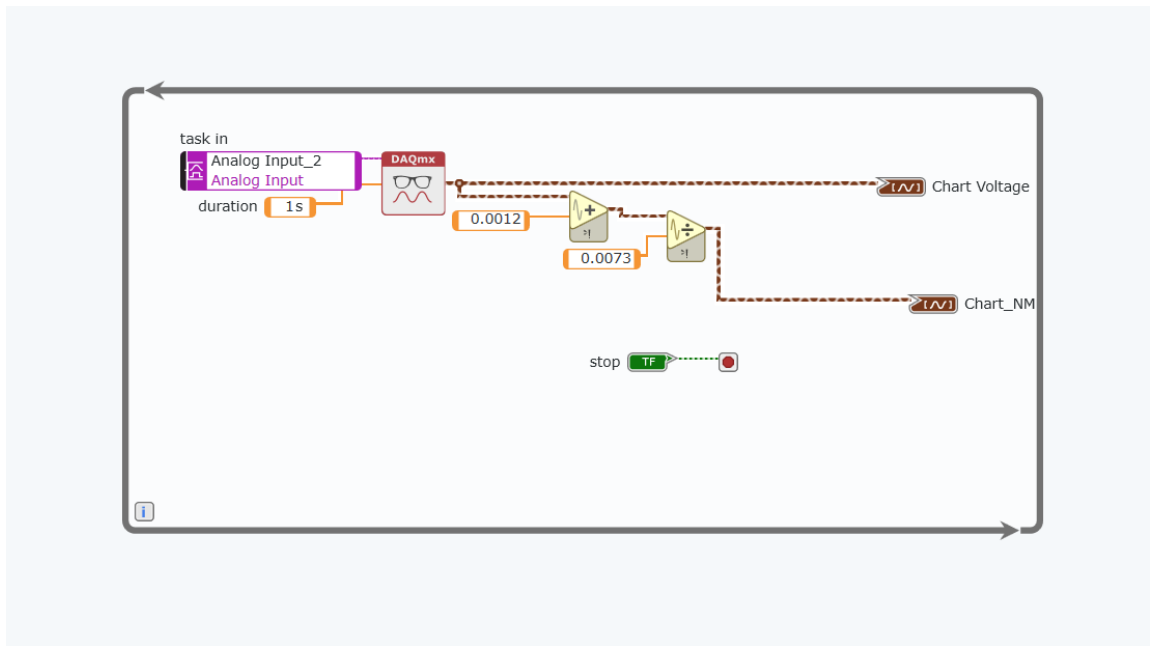 task in
Analog Input_2
Analog Input
DAQmx
duration
1s
Chart Voltage
0.0012
0.0073
Chart_NM
stop
TF
i